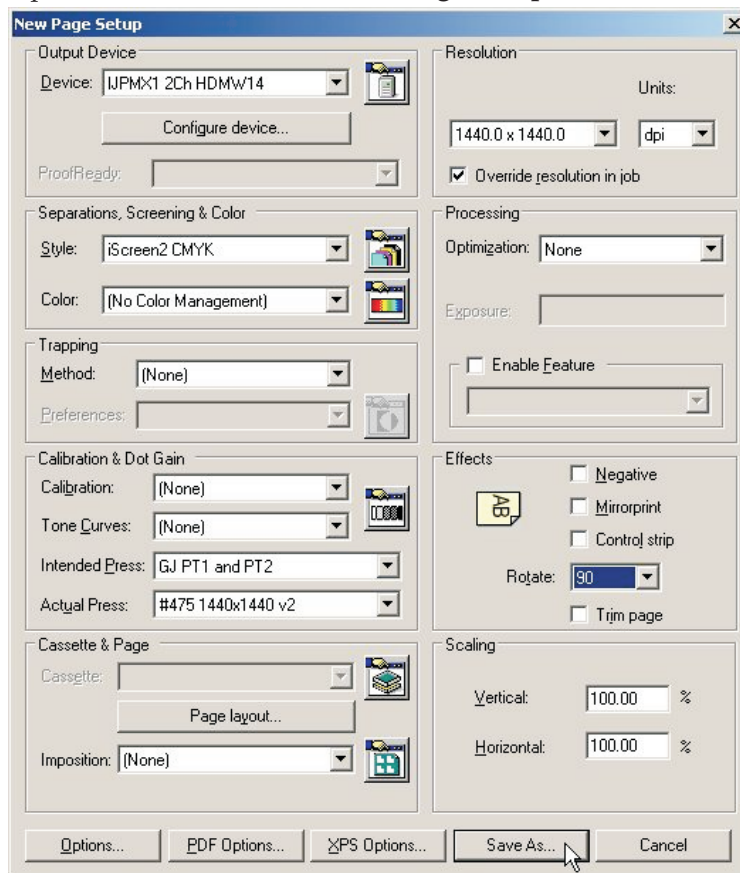 New Page Setup
Output Device
Device: IJPMX1 2Ch HDMW14
Configure device...
ProofReady:
Resolution
Units:
1440.0 x 1440.0 dpi
Override resolution in job
Separations, Screening & Color
Style: iScreen2 CMYK
Color: (No Color Management)
Processing
Optimization: None
Exposure:
Enable Feature
Trapping
Method: (None)
Preferences:
Calibration & Dot Gain
Calibration: (None)
Tone Curves: (None)
Intended Press: GJ PT1 and PT2
Actual Press: #475 1440x1440 v2
Effects
AB
Negative
Mirrorprint
Control strip
Rotate: 90
Trim page
Cassette & Page
Cassette:
Page layout...
Imposition: (None)
Scaling
Vertical: 100.00 %
Horizontal: 100.00 %
Options... PDF Options... XPS Options... Save As... Cancel